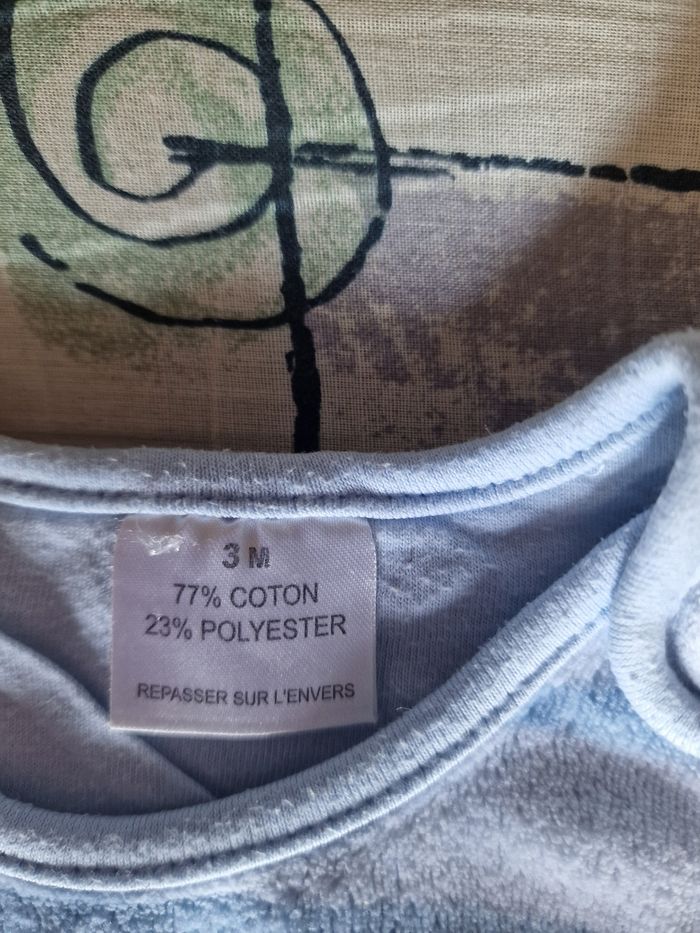 3 M
77% COTON
23% POLYESTER
REPASSER SUR L'ENVERS